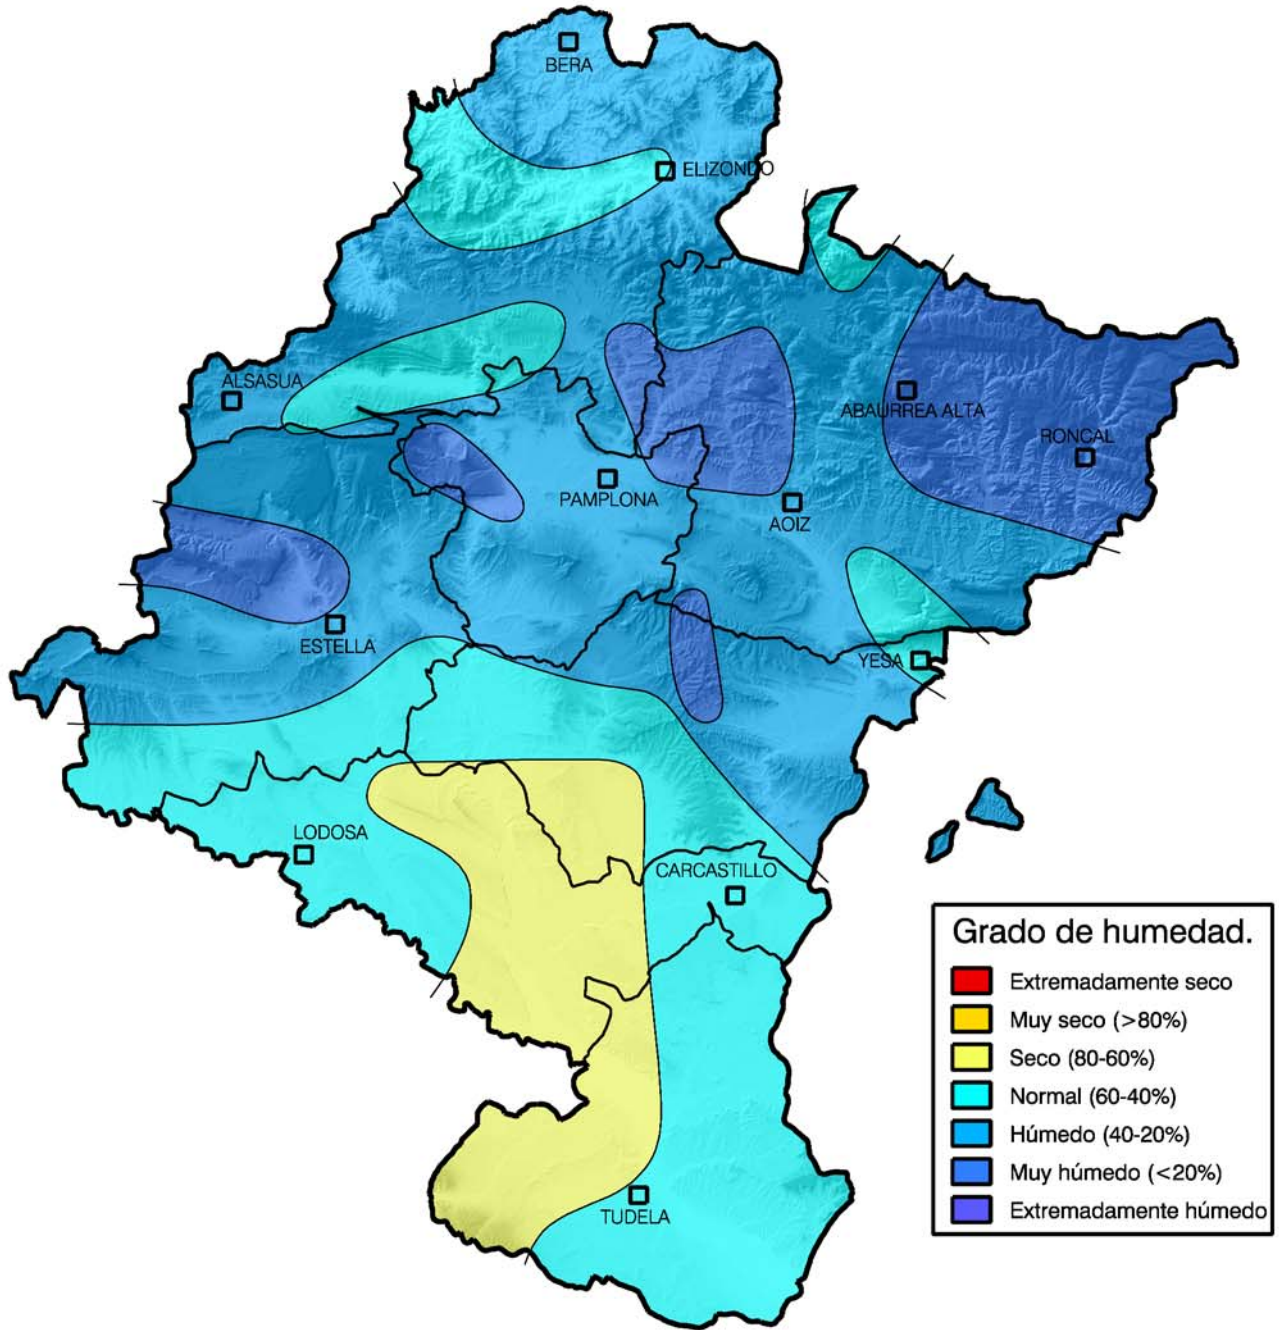 BERA
ELIZONDO
ALSASUA
ABAURREA ALTA
RONCAL
PAMPLONA
AOIZ
ESTELLA
YESA
LODOSA
CARCASTILLO
TUDELA
Grado de humedad.
Extremadamente seco
Muy seco (>80%)
Seco (80-60%)
Normal (60-40%)
Húmedo (40-20%)
Muy húmedo (<20%)
Extremadamente húmedo